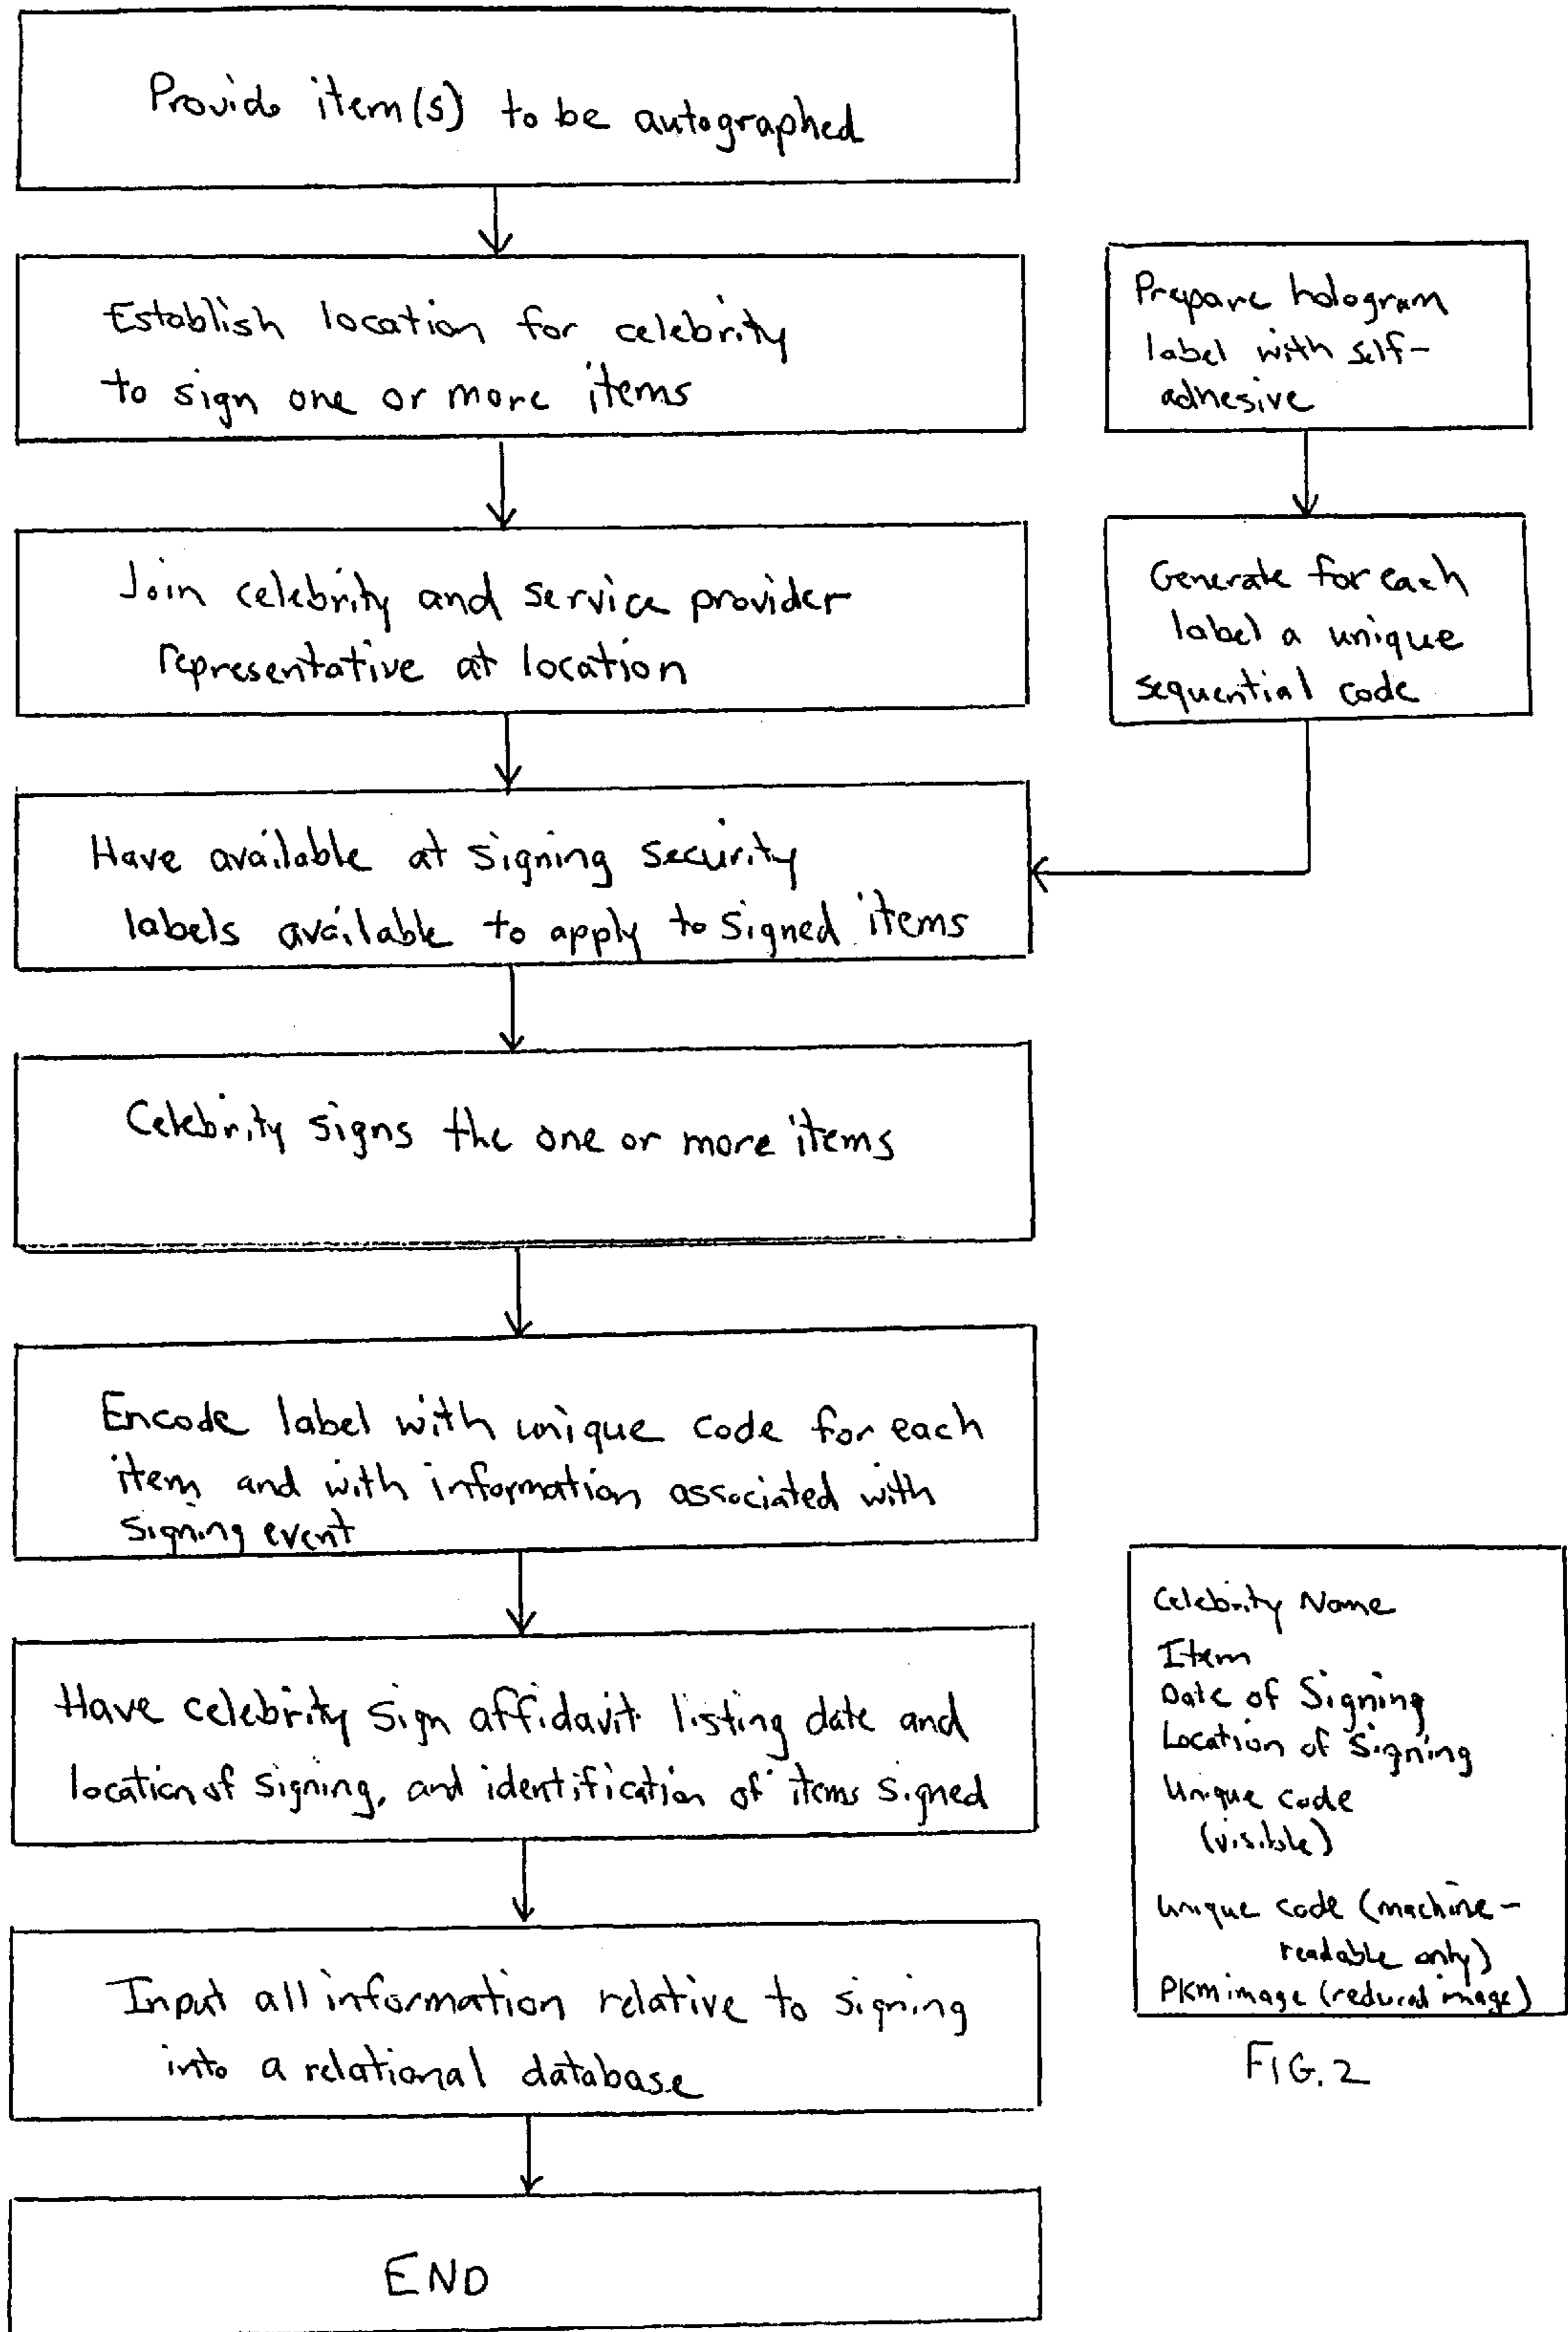 Provide item(s) to be autographed
Establish location for celebrity
to sign one or more items
Join celebrity and service provider
representative at location
Have available at signing security
labels available to apply to signed items
Celebrity signs the one or more items
Encode label with unique code for each
item and with information associated with
signing event
Have celebrity sign affidavit listing date and
location of signing, and identification of items signed
Input all information relative to signing
into a relational database
END
Prepare hologram
label with self-
adhesive
Generate for each
label a unique
sequential code
Celebrity Name
Item
Date of Signing
Location of Signing
Unique code
(visible)
Unique code (machine-
readable only)
PKM image (reduced image)
FIG. 2